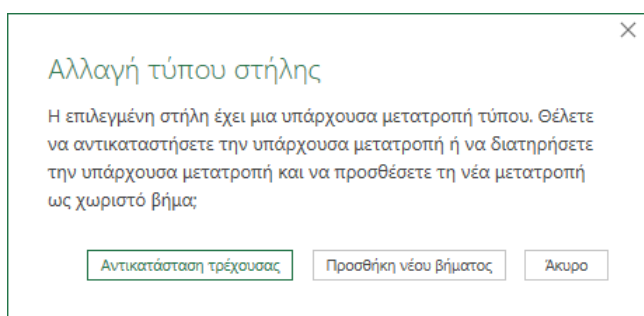 Αλλαγή τύπου στήλης
Η επιλεγμένη στήλη έχει μια υπάρχουσα μετατροπή τύπου. Θέλετε
να αντικαταστήσετε την υπάρχουσα μετατροπή ή να διατηρήσετε
την υπάρχουσα μετατροπή και να προσθέσετε τη νέα μετατροπή
ως χωριστό βήμα;
Αντικατάσταση τρέχουσας Προσθήκη νέου βήματος Άκυρο